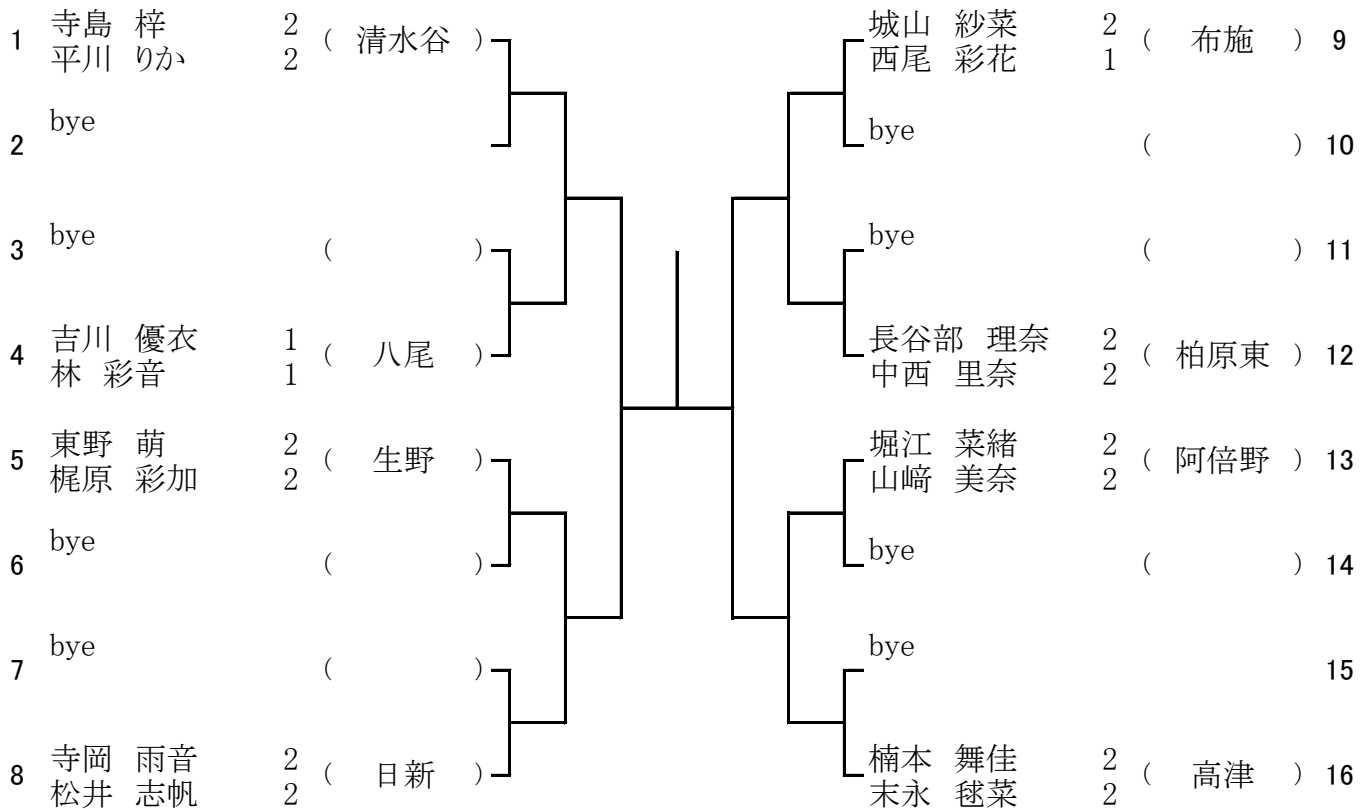 1 寺島 梓 2 ( 清水谷 )
平川 りか 2
2 bye
3 bye ( )
4 吉川 優衣 1 ( 八尾 )
林 彩音 1
5 東野 萌 2 ( 生野 )
梶原 彩加 2
6 bye ( )
7 bye ( )
8 寺岡 雨音 2 ( 日新 )
松井 志帆 2
城山 紗菜 2 ( 布施 ) 9
西尾 彩花 1
bye ( ) 10
bye ( ) 11
長谷部 理奈 2 ( 柏原東 ) 12
中西 里奈 2
堀江 菜緒 2 ( 阿倍野 ) 13
山﨑 美奈 2
bye ( ) 14
bye 15
楠本 舞佳 2 ( 高津 ) 16
末永 毬菜 2